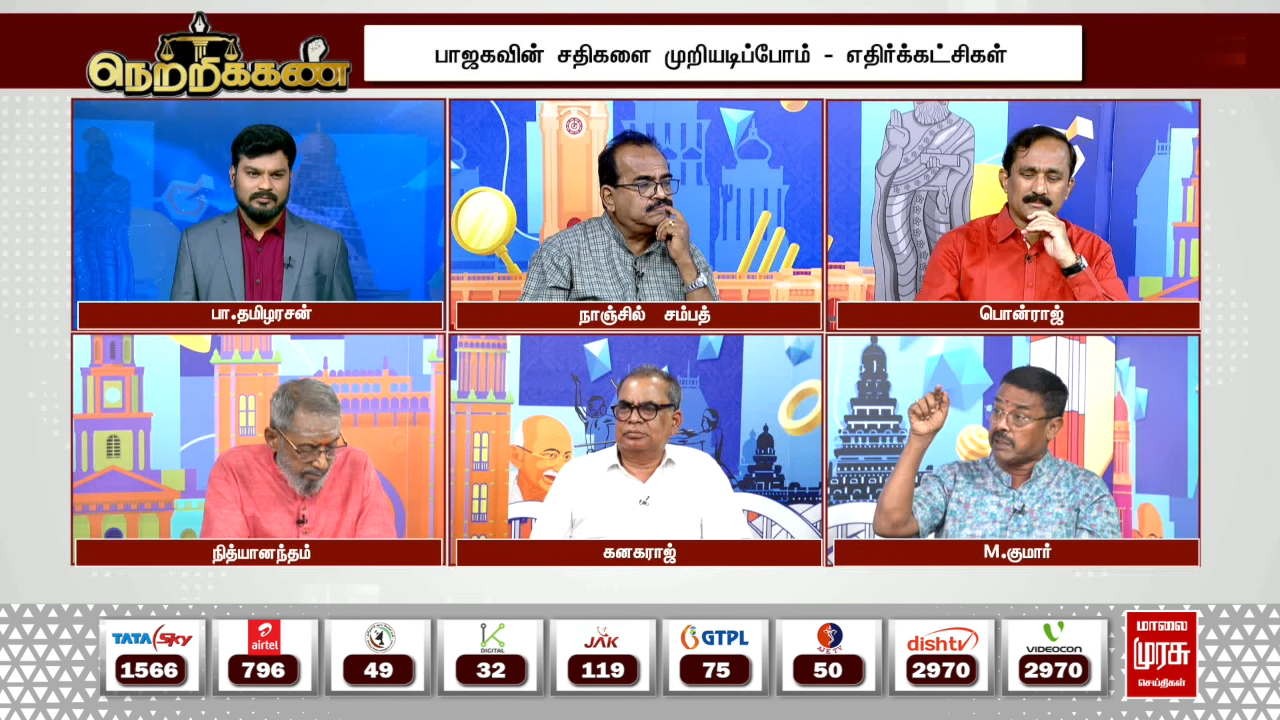 நெற்றிக்கண்
பாஜகவின் சதிகளை முறியடிப்போம் - எதிர்க்கட்சிகள்
பா.தமிழரசன்
நாஞ்சில் சம்பத்
பொன்ராஜ்
நித்யானந்தம்
கனகராஜ்
M.குமார்
TATA Sky
1566
airtel
796
49
K DIGITAL
32
JAK
119
GTPL
75
50
dishtv
2970
VIDEOCON
2970
மாலை
முரசு
செய்திகள்